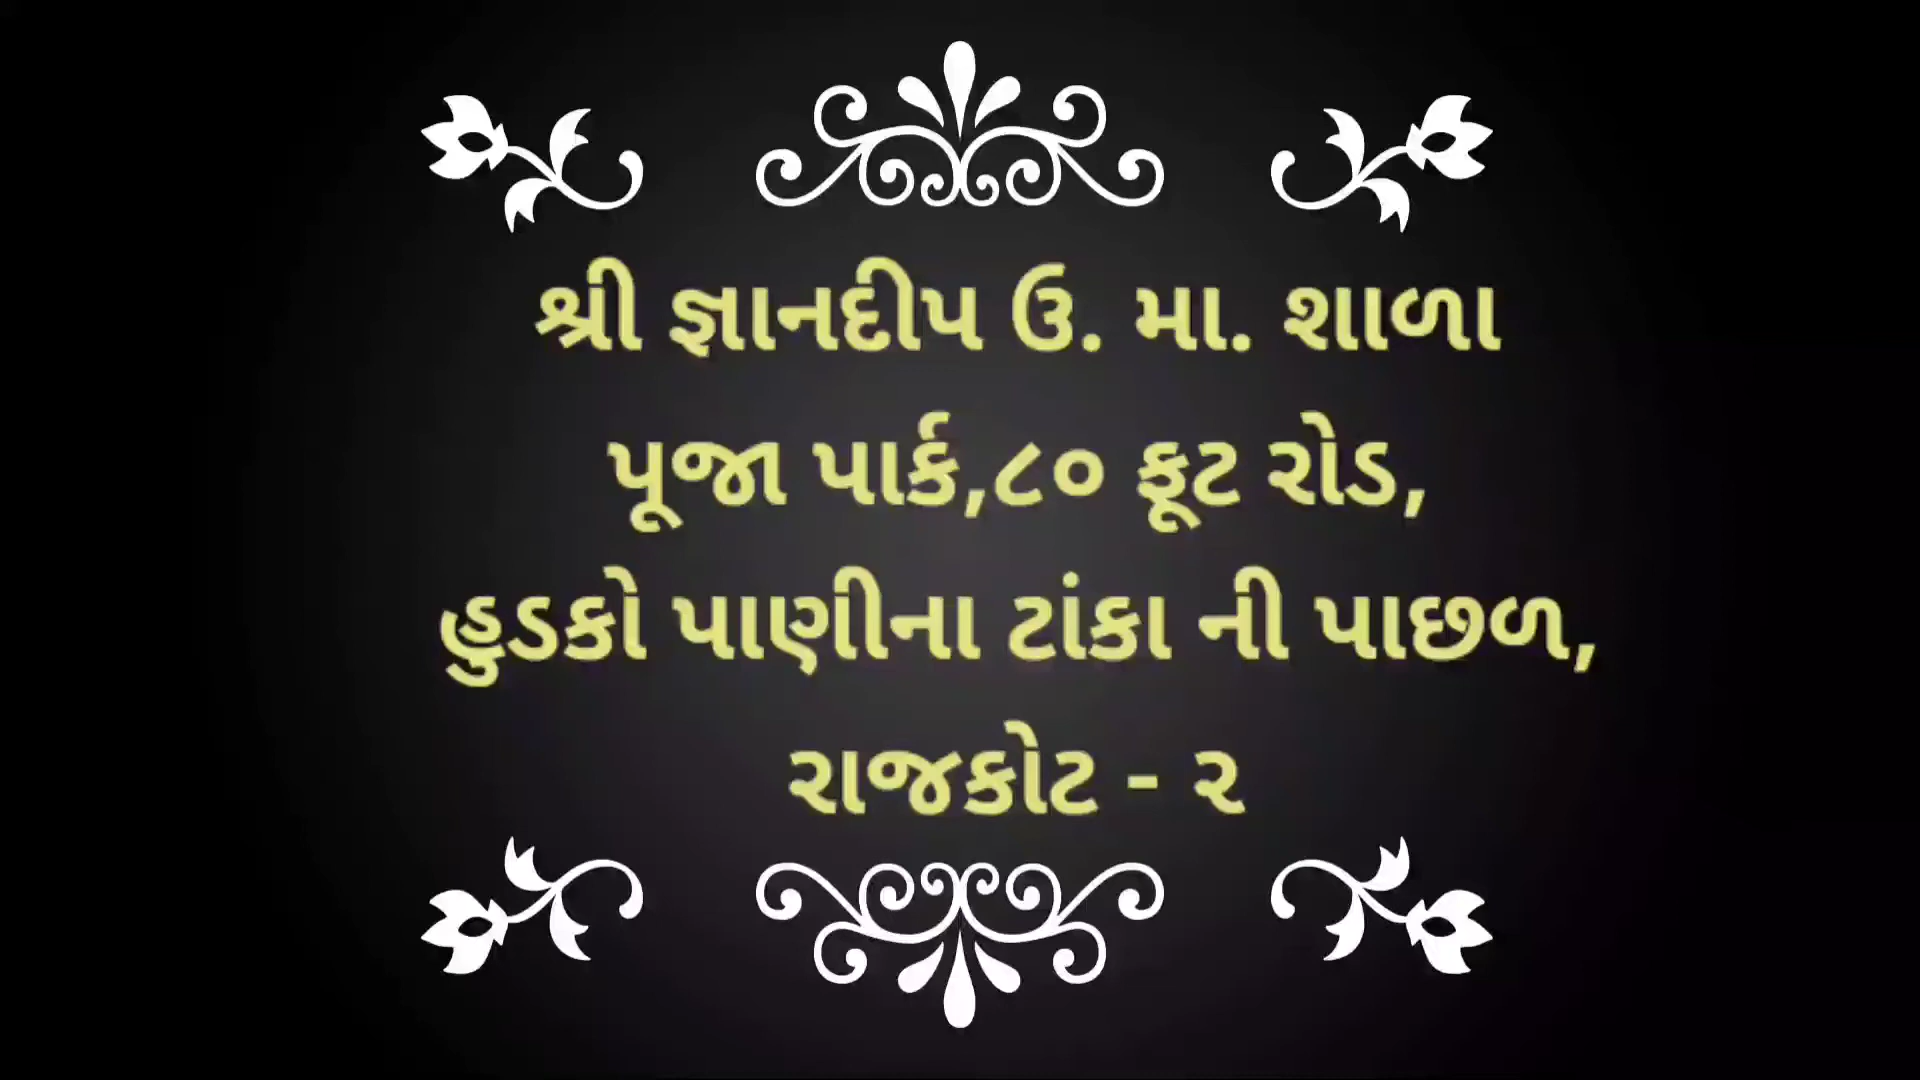 શ્રી જ્ઞાનદીપ ઉ. મા. શાળા
પૂજા પાર્ક,૮૦ ફૂટ રોડ,
હુડકો પાણીના ટાંકા ની પાછળ,
રાજકોટ - ૨